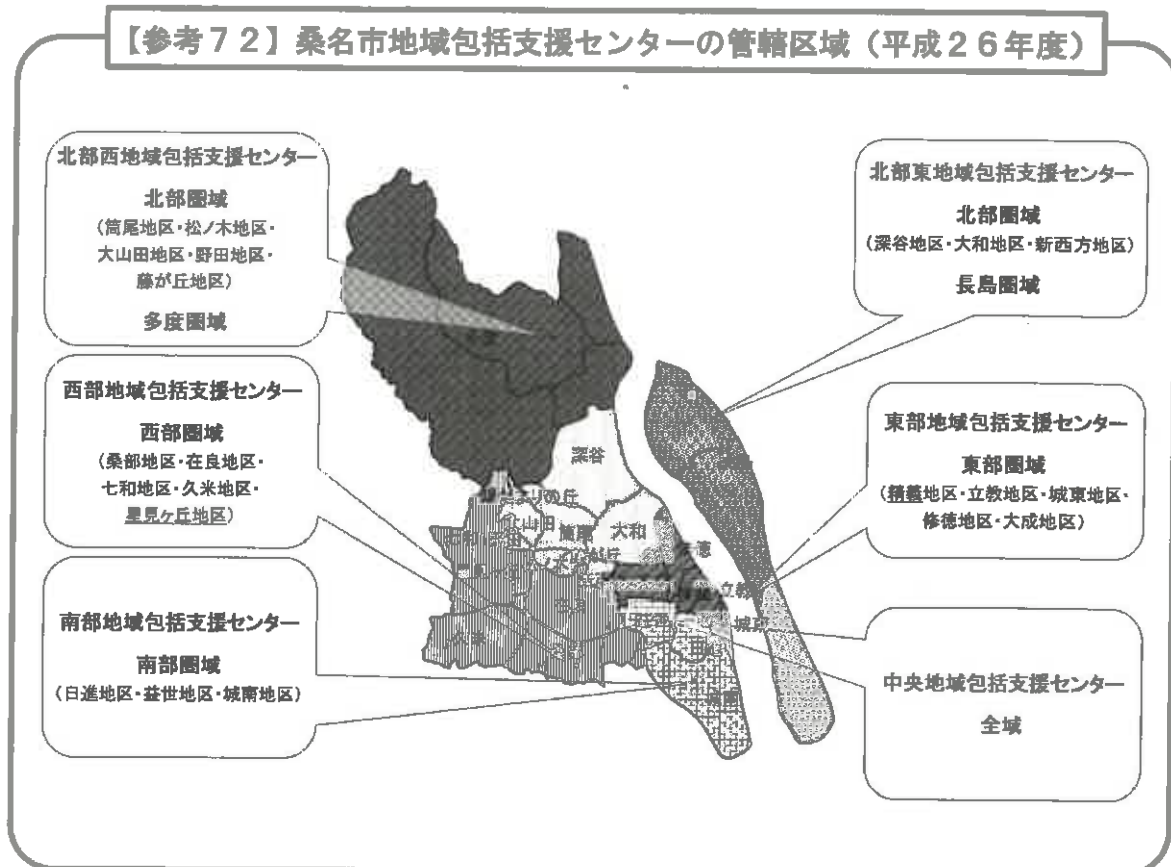 【参考72】桑名市地域包括支援センターの管轄区域（平成26年度）
北部西地域包括支援センター
北部圏域
（筒尾地区・松ノ木地区・
大山田地区・野田地区・
藤が丘地区）
多度圏域
西部地域包括支援センター
西部圏域
（桑部地区・在良地区・
七和地区・久米地区・
星見ヶ丘地区）
南部地域包括支援センター
南部圏域
（日進地区・益世地区・城南地区）
北部東地域包括支援センター
北部圏域
（深谷地区・大和地区・新西方地区）
長島圏域
東部地域包括支援センター
東部圏域
（精義地区・立教地区・城東地区・
修徳地区・大成地区）
中央地域包括支援センター
全域
深谷
大山田
大和
立教
城東
久米
城南